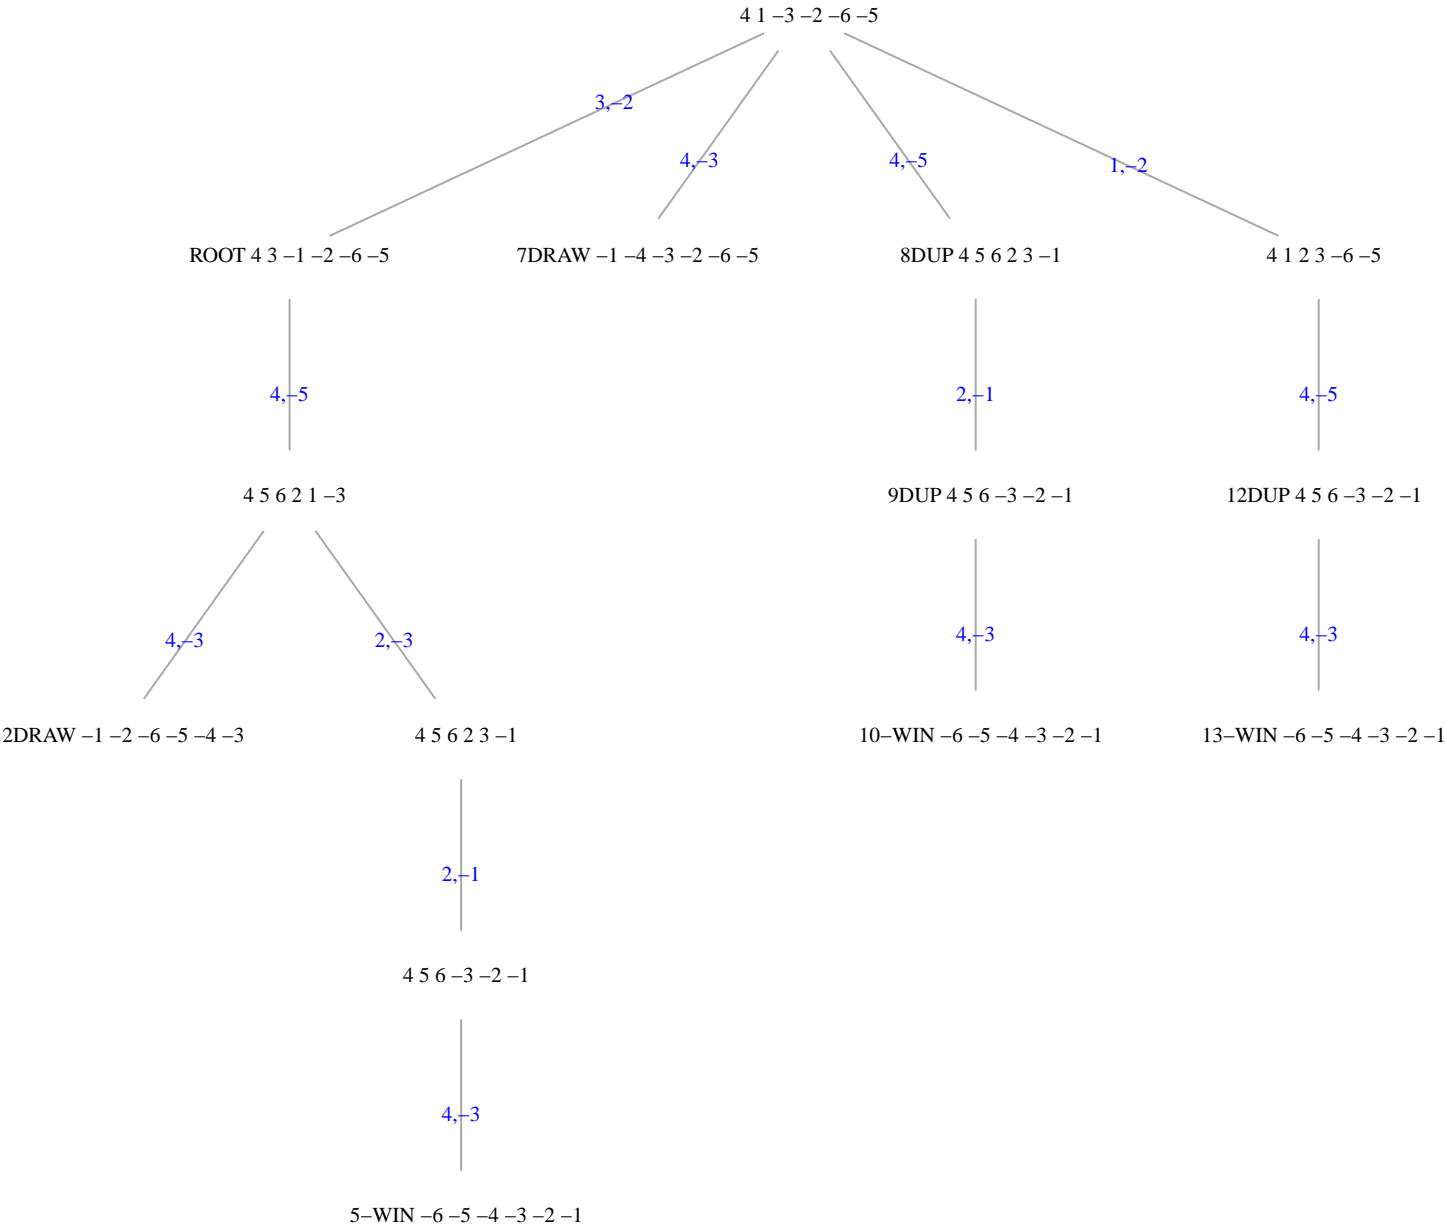 4 1 –3 –2 –6 –5
3,–2
4,–3
4,–5
1,–2
ROOT 4 3 –1 –2 –6 –5
7DRAW –1 –4 –3 –2 –6 –5
8DUP 4 5 6 2 3 –1
4 1 2 3 –6 –5
4,–5
2,–1
4,–5
4 5 6 2 1 –3
9DUP 4 5 6 –3 –2 –1
12DUP 4 5 6 –3 –2 –1
4,–3
2,–3
4,–3
4,–3
2DRAW –1 –2 –6 –5 –4 –3
4 5 6 2 3 –1
10–WIN –6 –5 –4 –3 –2 –1
13–WIN –6 –5 –4 –3 –2 –1
2,–1
4 5 6 –3 –2 –1
4,–3
5–WIN –6 –5 –4 –3 –2 –1